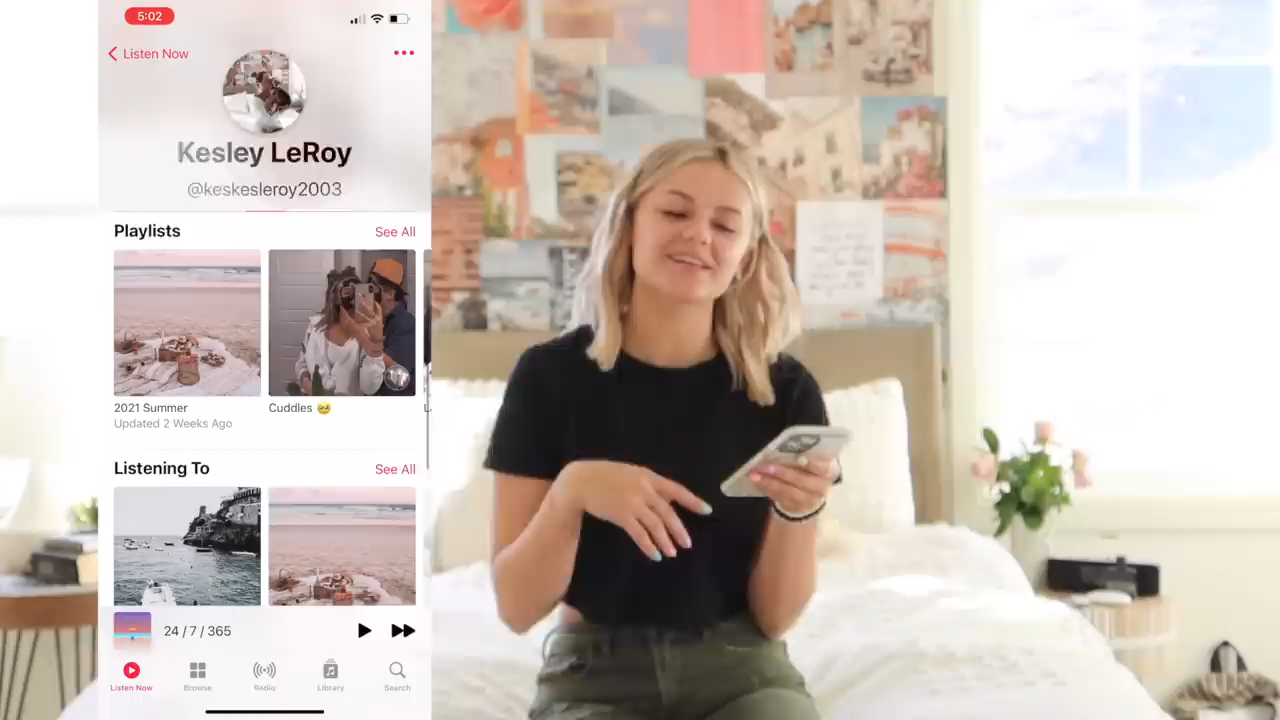 5:02
Listen Now
Kesley LeRoy
@keskesleroy2003
Playlists
See All
2021 Summer
Updated 2 Weeks Ago
Cuddles 🥺
Listening To
See All
24 / 7 / 365
Listen Now
Browse
Radio
Library
Search